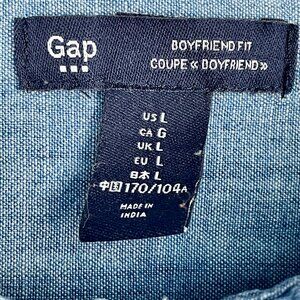 Gap
BOYFRIEND FIT
COUPE « BOYFRIEND »
US L
CA G
UK L
EU L
日本 L
中国 170/104A
MADE IN
INDIA